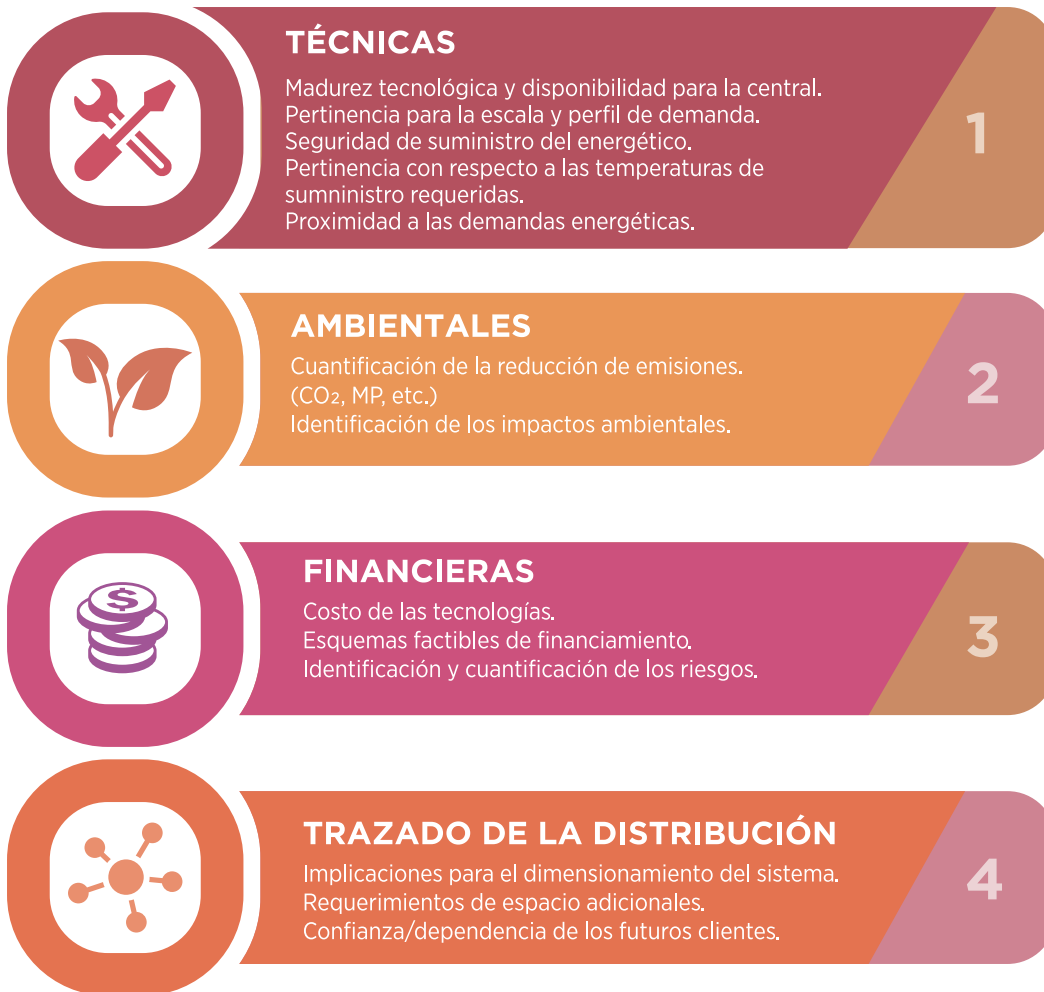 TÉCNICAS
Madurez tecnológica y disponibilidad para la central.
Pertinencia para la escala y perfil de demanda.
Seguridad de suministro del energético.
Pertinencia con respecto a las temperaturas de
sumninistro requeridas.
Proximidad a las demandas energéticas.
1
AMBIENTALES
Cuantificación de la reducción de emisiones.
(CO2, MP, etc.)
Identificación de los impactos ambientales.
2
FINANCIERAS
Costo de las tecnologías.
Esquemas factibles de financiamiento.
Identificación y cuantificación de los riesgos.
3
$
TRAZADO DE LA DISTRIBUCIÓN
Implicaciones para el dimensionamiento del sistema.
Requerimientos de espacio adicionales.
Confianza/dependencia de los futuros clientes.
4